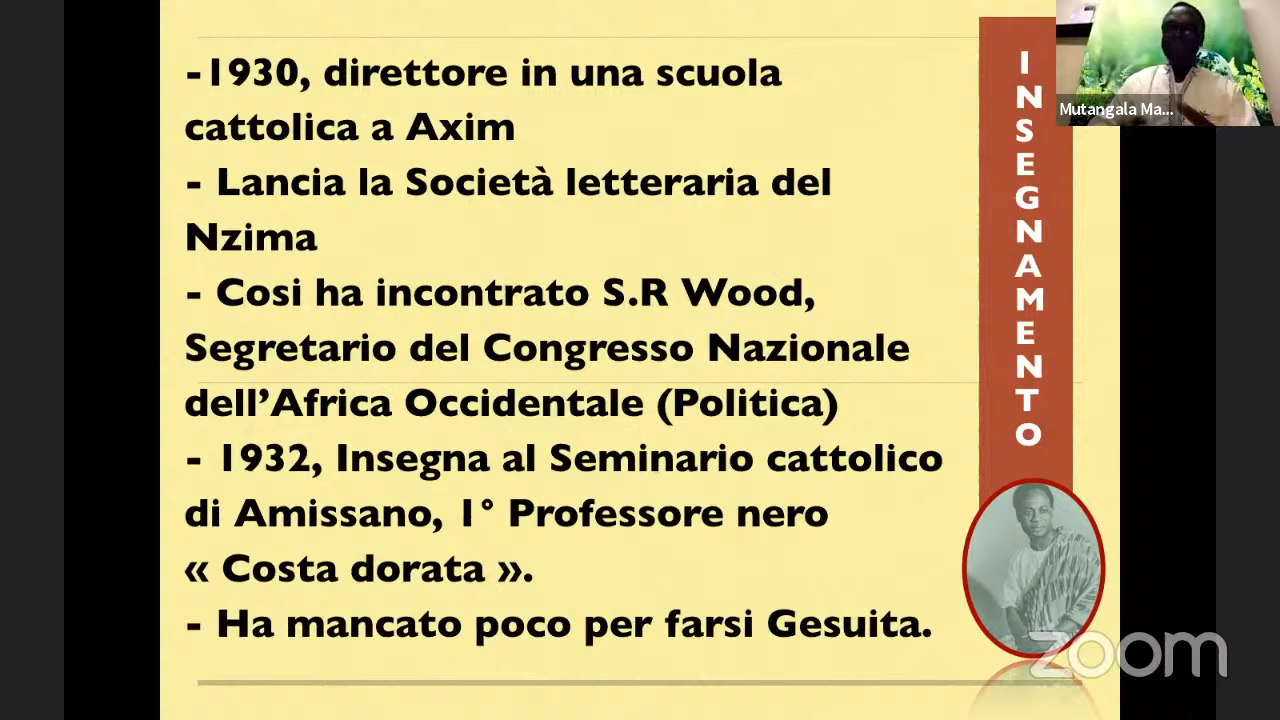 -1930, direttore in una scuola
cattolica a Axim
- Lancia la Società letteraria del
Nzima
- Cosi ha incontrato S.R Wood,
Segretario del Congresso Nazionale
dell’Africa Occidentale (Politica)
- 1932, Insegna al Seminario cattolico
di Amissano, 1° Professore nero
« Costa dorata ».
- Ha mancato poco per farsi Gesuita.
INSEGNAMENTO
Mutangala Ma...
zoom